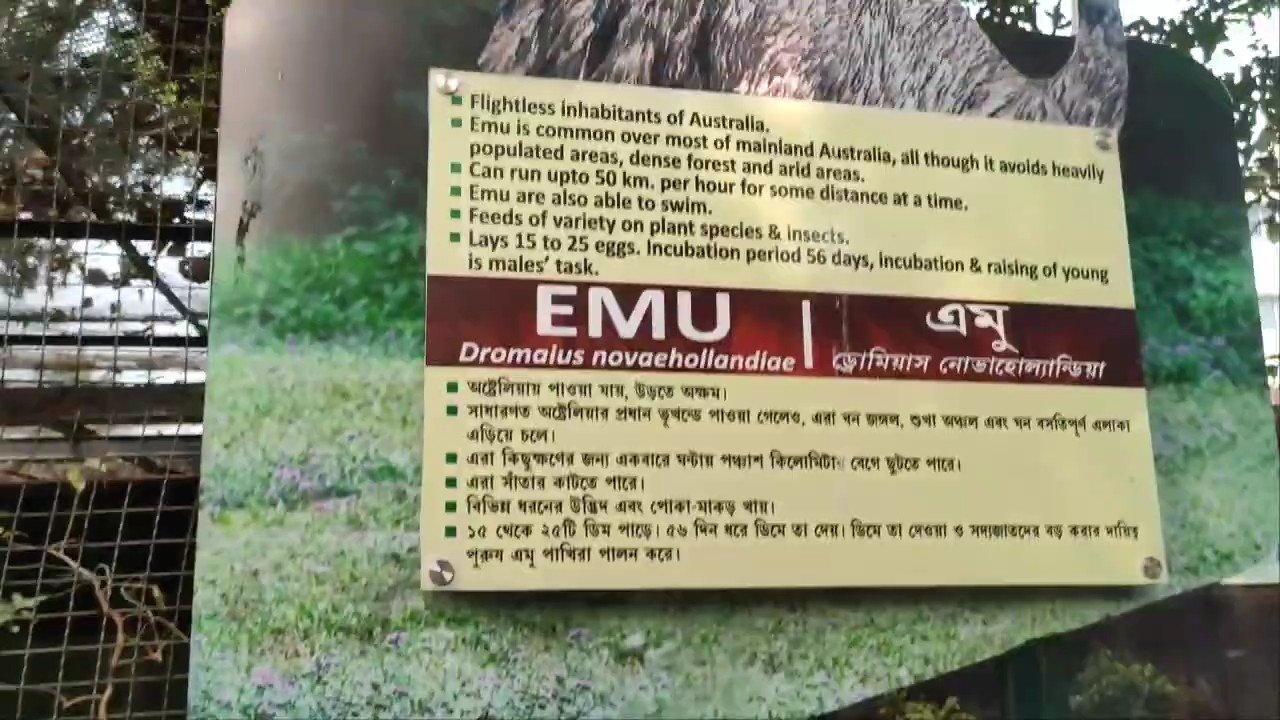 Flightless inhabitants of Australia.
Emu is common over most of mainland Australia, all though it avoids heavily
populated areas, dense forest and arid areas.
Can run upto 50 km. per hour for some distance at a time.
Emu are also able to swim.
Feeds of variety on plant species & insects.
Lays 15 to 25 eggs. Incubation period 56 days, incubation & raising of young
is males' task.
EMU | এমু
Dromaius novaehollandiae ড্রোমিয়াস নোভাহোল্যান্ডিয়া
অষ্ট্রেলিয়ায় পাওয়া যায়, উড়তে অক্ষম।
সাধারণত অষ্ট্রেলিয়ার প্রধান ভূখন্ডে পাওয়া গেলেও, এরা ঘন জঙ্গল, শুখা অঞ্চল এবং ঘন বসতিপূর্ণ এলাকা
এড়িয়ে চলে।
এরা কিছুক্ষণের জন্য একবারে ঘন্টায় পঞ্চাশ কিলোমিটার বেগে ছুটতে পারে।
এরা সাঁতার কাটতে পারে।
বিভিন্ন ধরনের উদ্ভিদ এবং পোকা-মাকড় খায়।
১৫ থেকে ২৫টি ডিম পাড়ে। ৫৬ দিন ধরে ডিমে তা দেয়। ডিমে তা দেওয়া ও সদ্যজাতদের বড় করার দায়িত্ব
পুরুষ এমু পাখিরা পালন করে।